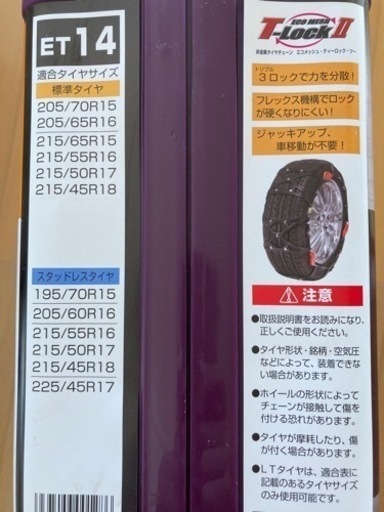 ET 14
適合タイヤサイズ
標準タイヤ
205/70R15
205/65R16
215/65R15
215/55R16
215/50R17
215/45R18
スタッドレスタイヤ
195/70R15
205/60R16
215/55R16
215/50R17
215/45R18
225/45R17
ECO MESH
T-LOCK II
非金属タイヤチェーン エコメッシュ・ティーロック・ツー
トリプル
3ロックで力を分散!
フレックス機構でロック
が硬くなりにくい!
ジャッキアップ、
車移動が不要!
注意
●取扱説明書をお読みになり、
正しくご使用ください。
●タイヤ形状・銘柄・空気圧
などによって、装着できない
場合があります。
●ホイールの形状によって
チェーンが接触して傷を
付ける恐れがあります。
●タイヤが摩耗したり、傷
付く場合があります。
●LTタイヤは、適合表に
記載のあるタイヤサイズ
のみ使用可能です。